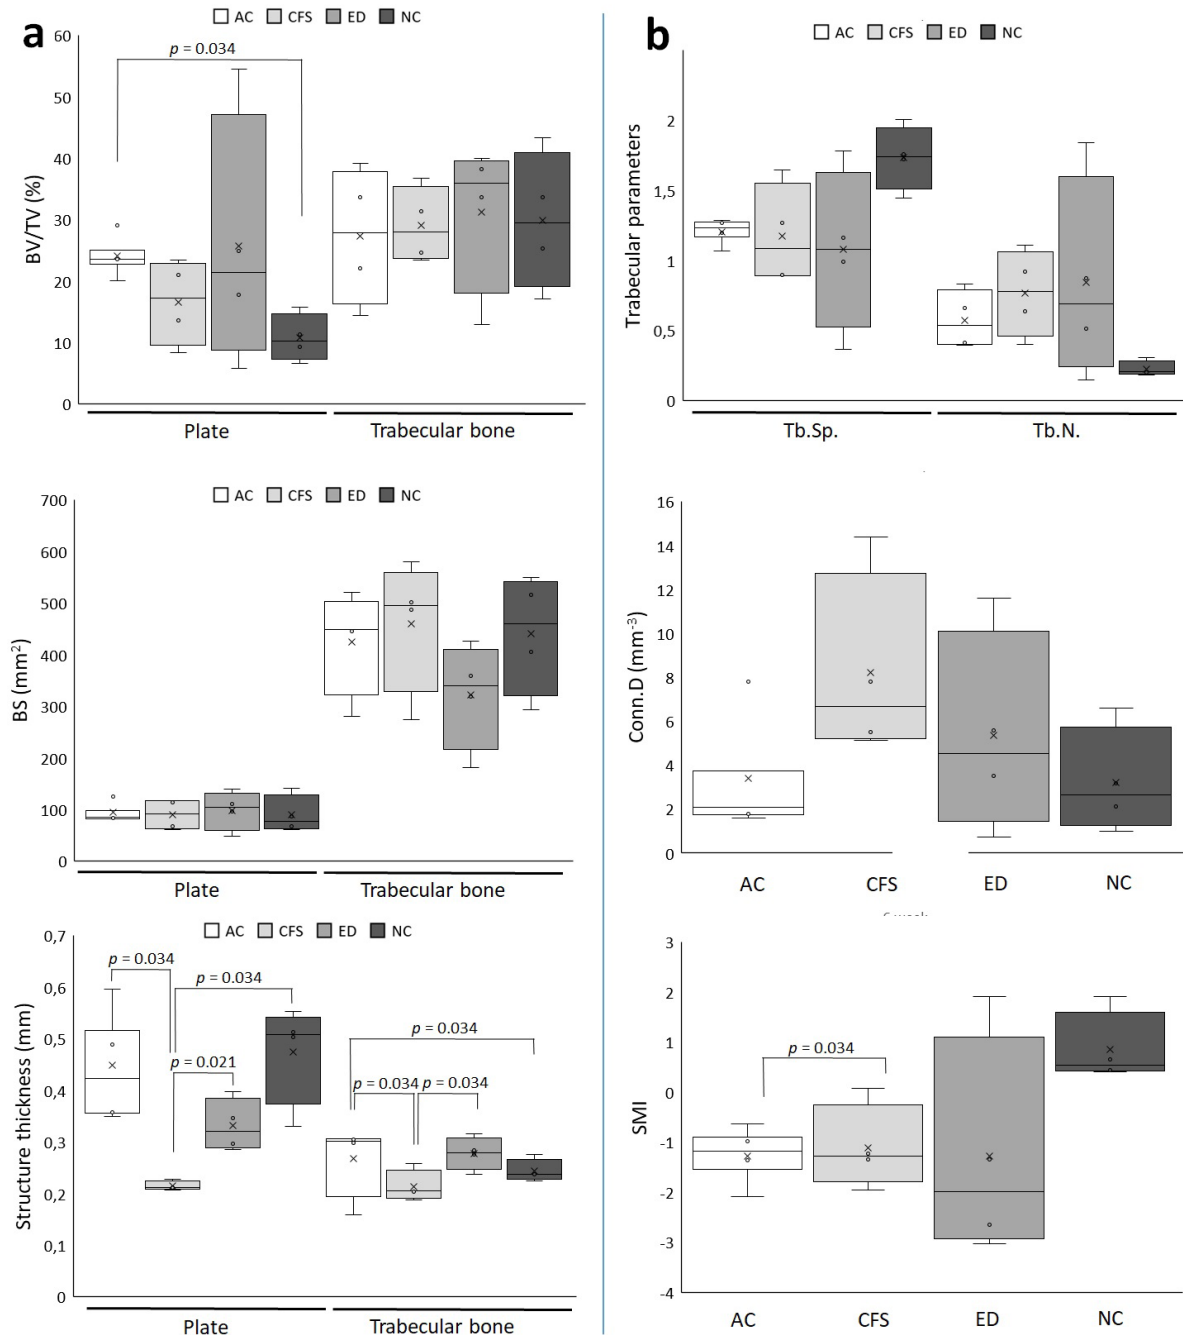 a
AC CFS ED NC
60
50
40
30
20
10
0
BV/TV (%)
p = 0.034
Plate Trabecular bone
AC CFS ED NC
700
600
500
400
300
200
100
0
BS (mm²)
Plate Trabecular bone
AC CFS ED NC
0,7
0,6
0,5
0,4
0,3
0,2
0,1
0
Structure thickness (mm)
p = 0.034
p = 0.034
p = 0.021
p = 0.034
p = 0.034
p = 0.034
Plate Trabecular bone
b
AC CFS ED NC
2
1,5
1
0,5
0
Trabecular parameters
Tb.Sp. Tb.N.
16
14
12
10
8
6
4
2
0
Conn.D (mm⁻³)
AC CFS ED NC
3
2
1
0
-1
-2
-3
-4
SMI
p = 0.034
AC CFS ED NC